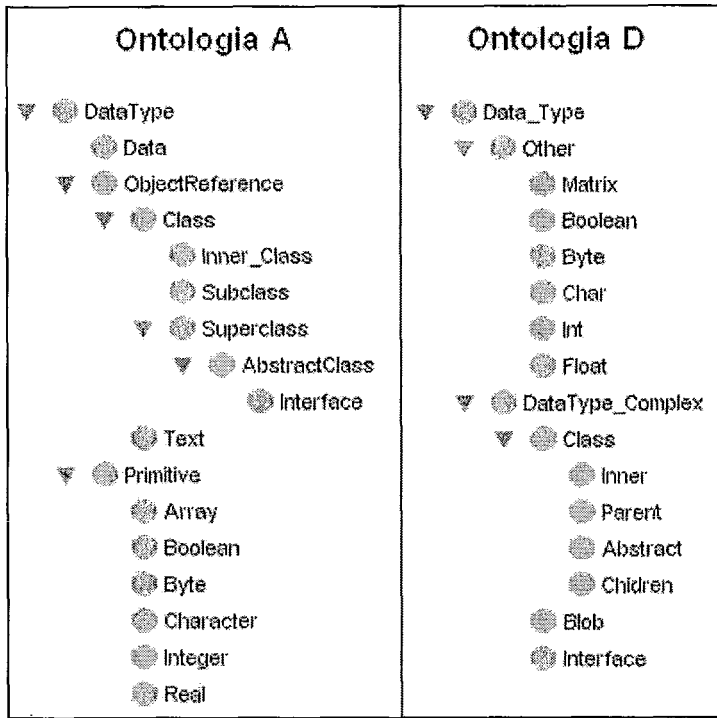 Ontologia A
DataType
Data
ObjectReference
Class
Inner_Class
Subclass
Superclass
AbstractClass
Interface
Text
Primitive
Array
Boolean
Byte
Character
Integer
Real
Ontologia D
Data_Type
Other
Matrix
Boolean
Byte
Char
Int
Float
DataType_Complex
Class
Inner
Parent
Abstract
Chidren
Blob
Interface